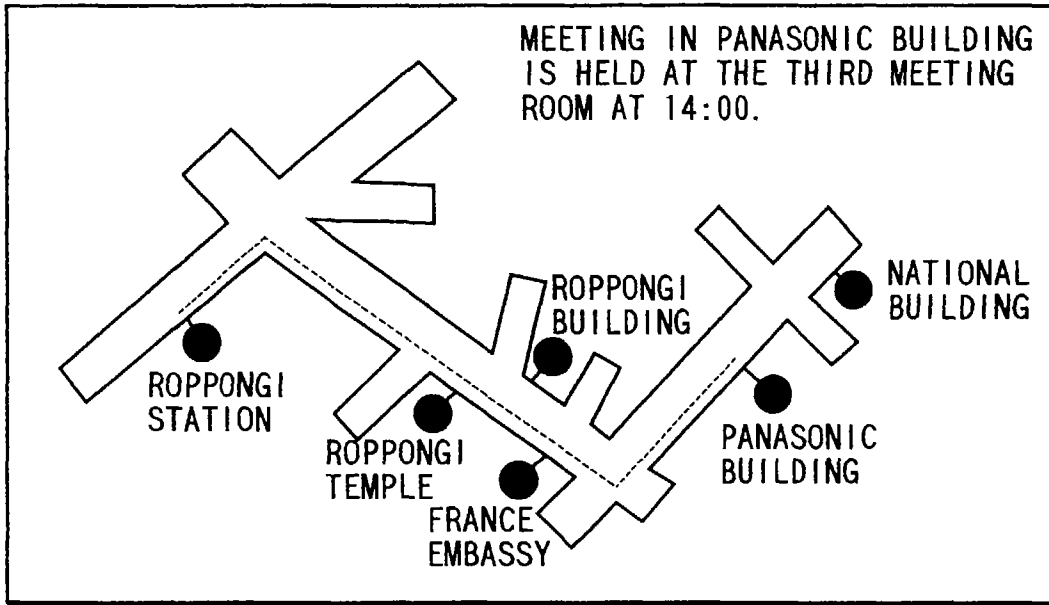 MEETING IN PANASONIC BUILDING
IS HELD AT THE THIRD MEETING
ROOM AT 14:00.
ROPPONGI
BUILDING
NATIONAL
BUILDING
ROPPONGI
STATION
ROPPONGI
TEMPLE
FRANCE
EMBASSY
PANASONIC
BUILDING